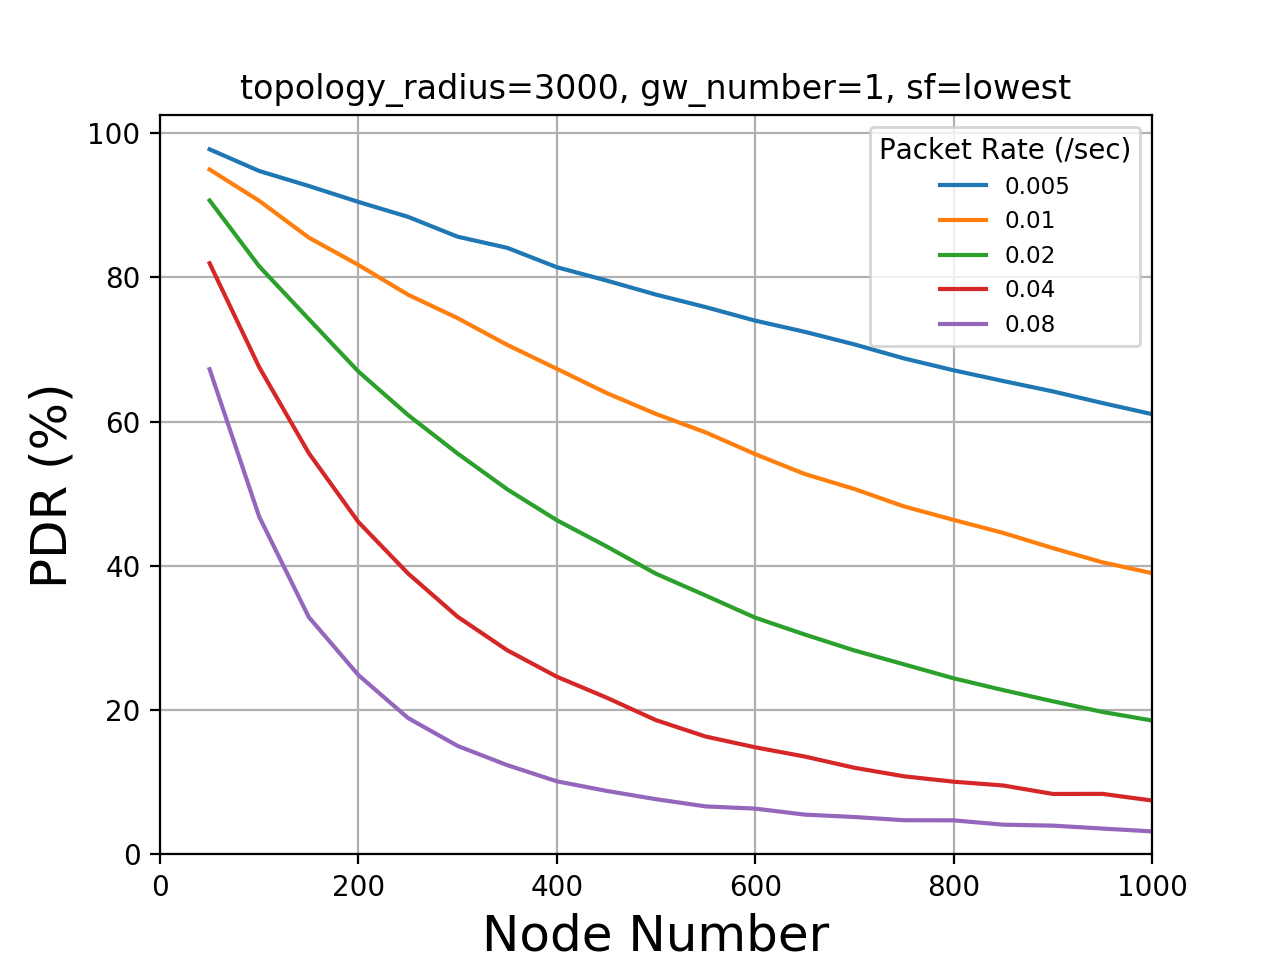 topology_radius=3000, gw_number=1, sf=lowest
PDR (%)
100
80
60
40
20
0
Packet Rate (/sec)
0.005
0.01
0.02
0.04
0.08
0 200 400 600 800 1000
Node Number